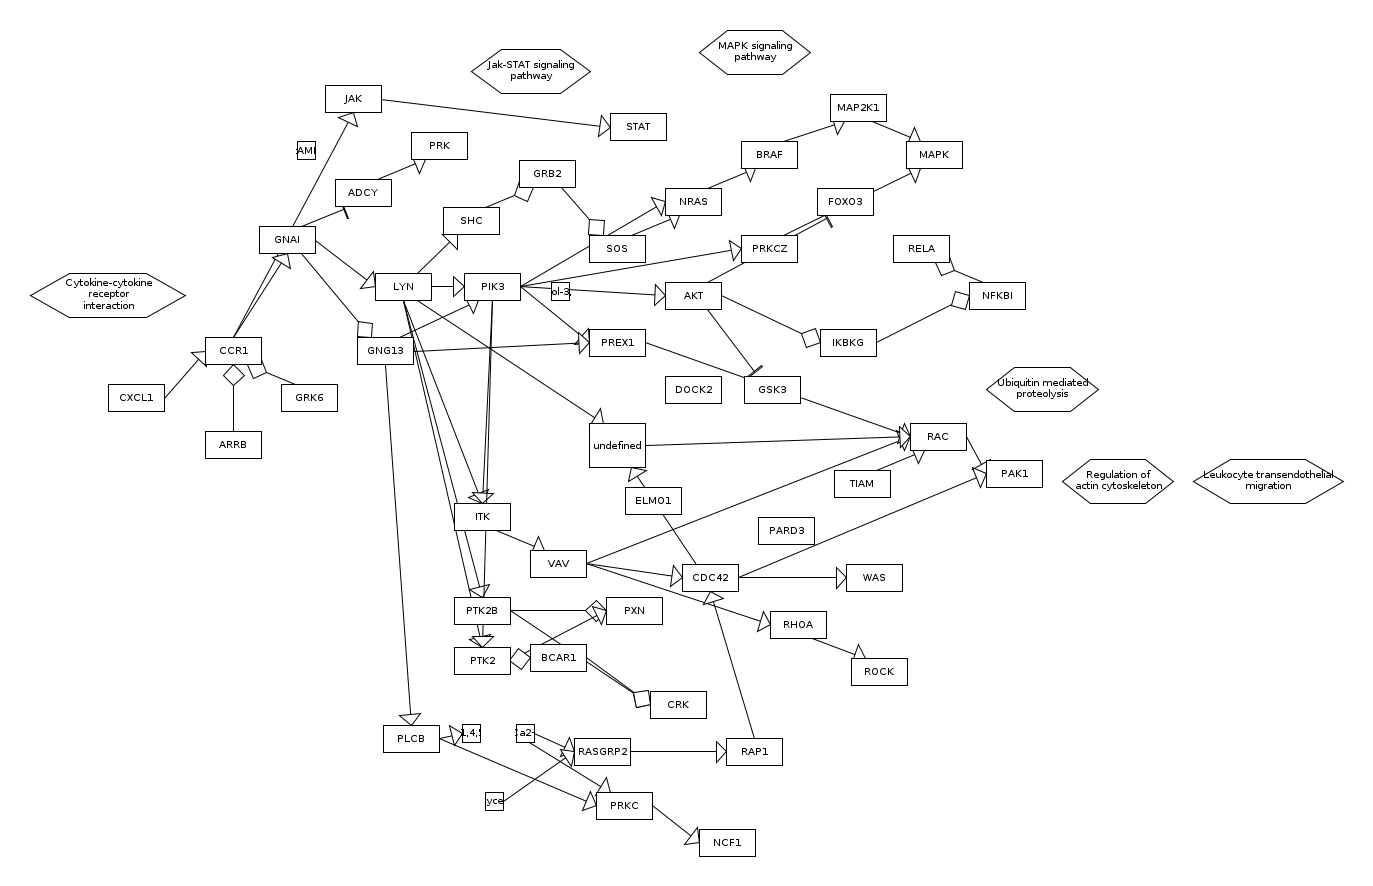 MAPK signaling
pathway
Jak-STAT signaling
pathway
JAK
MAP2K1
STAT
PRK
AMI
BRAF
MAPK
GRB2
ADCY
NRAS
FOXO3
SHC
GNAI
SOS
PRKCZ
RELA
Cytokine-cytokine
receptor
interaction
LYN
PIK3
ol-3,
AKT
NFKBI
CCR1
GNG13
PREX1
IKBKG
CXCL1
GRK6
DOCK2
GSK3
Ubiquitin mediated
proteolysis
ARRB
undefined
RAC
TIAM
PAK1
Regulation of
actin cytoskeleton
Leukocyte transendothelial
migration
ELMO1
ITK
PARD3
VAV
CDC42
WAS
PTK2B
PXN
RHOA
PTK2
BCAR1
ROCK
CRK
PLCB
1,4,5
Ca2+
RASGRP2
RAP1
yce
PRKC
NCF1